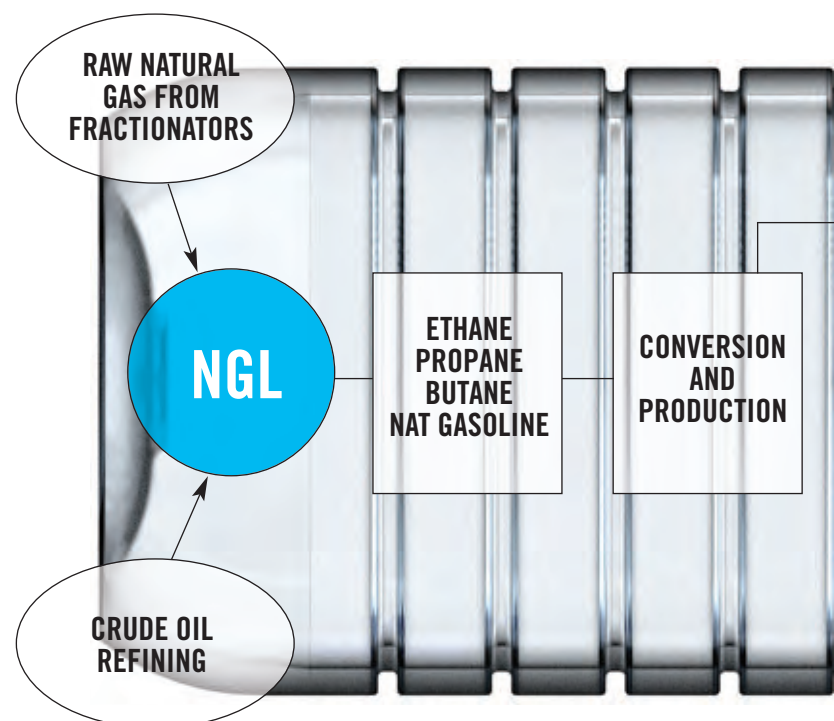 RAW NATURAL
GAS FROM
FRACTIONATORS
NGL
ETHANE
PROPANE
BUTANE
NAT GASOLINE
CONVERSION
AND
PRODUCTION
CRUDE OIL
REFINING